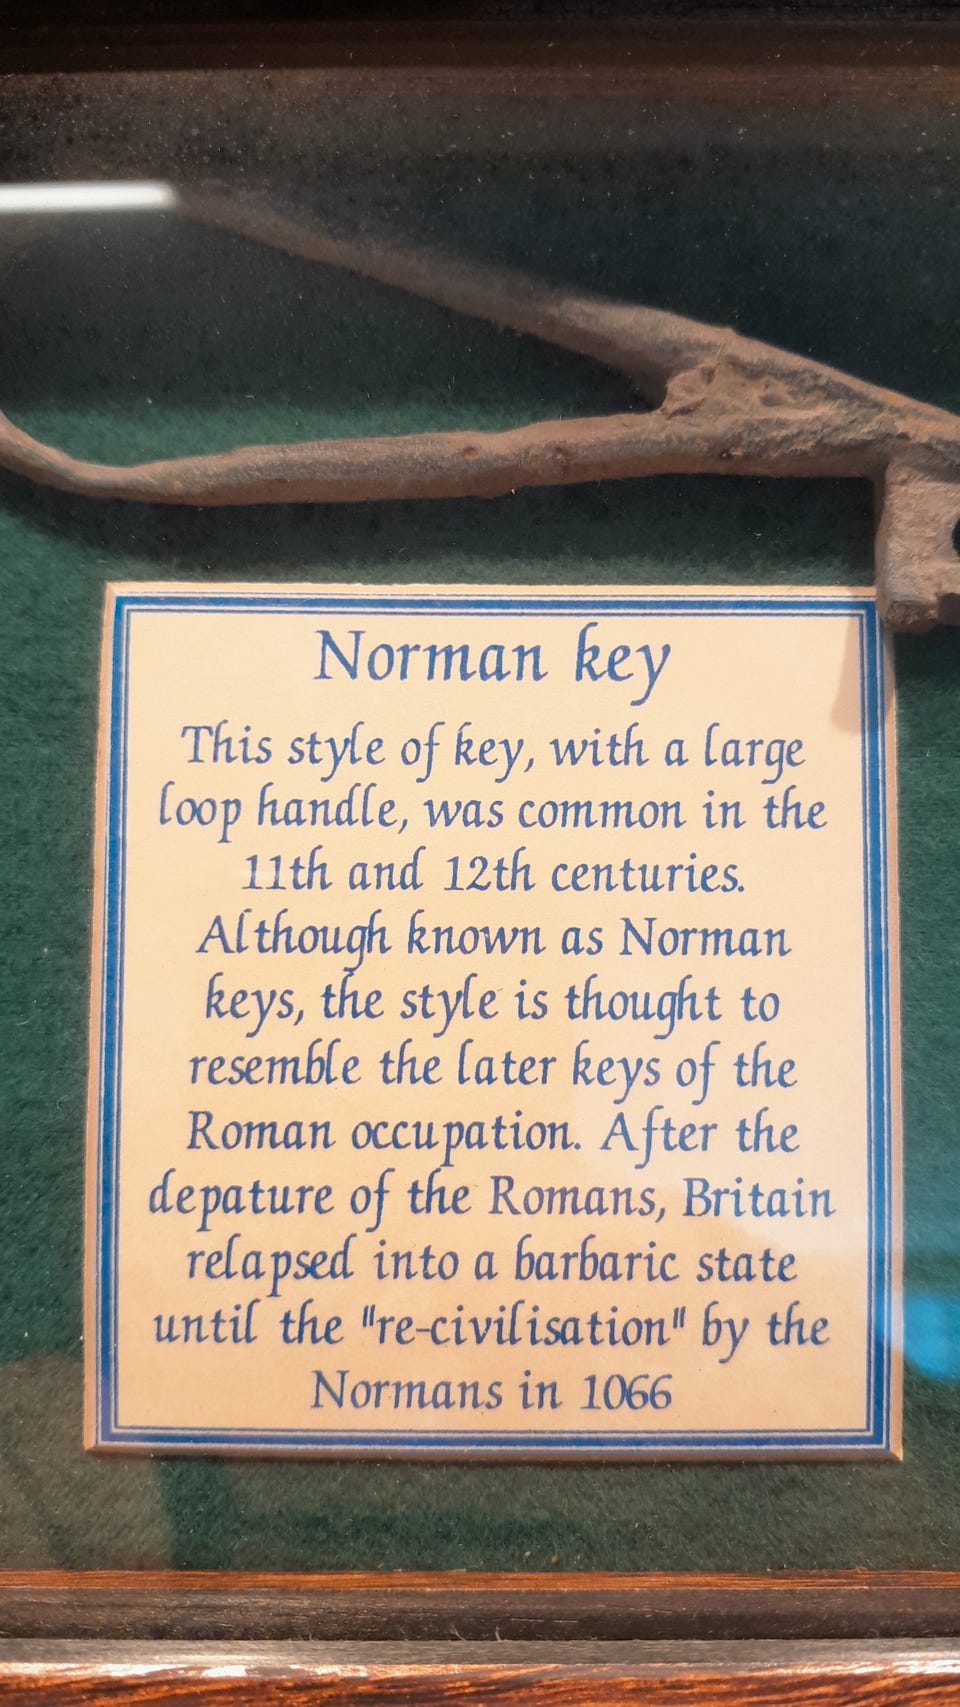 Norman key
This style of key, with a large
loop handle, was common in the
11th and 12th centuries.
Although known as Norman
keys, the style is thought to
resemble the later keys of the
Roman occupation. After the
depature of the Romans, Britain
relapsed into a barbaric state
until the "re-civilisation" by the
Normans in 1066